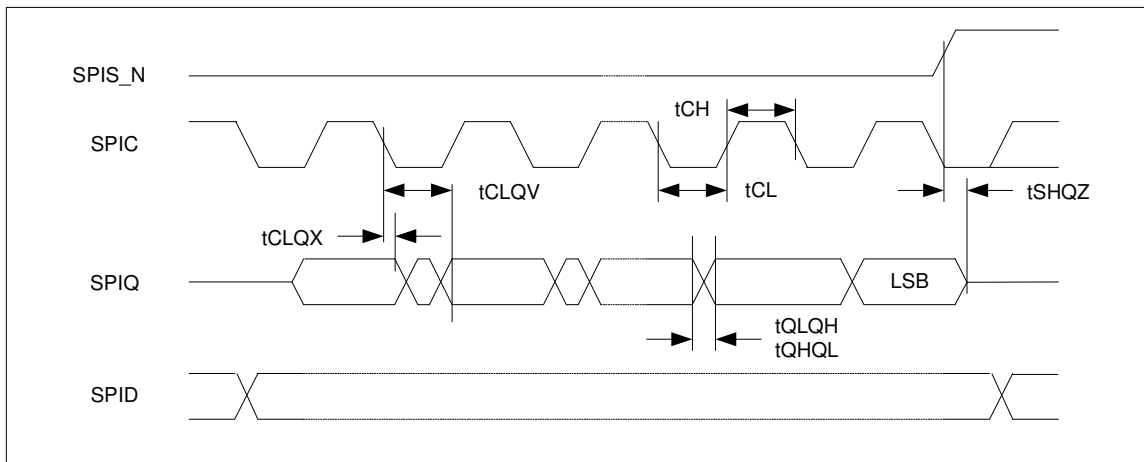 SPIS_N
tCH
SPIC
tCLQV
tCL
tSHQZ
tCLQX
SPIQ
LSB
tQLQH
tQHQL
SPID